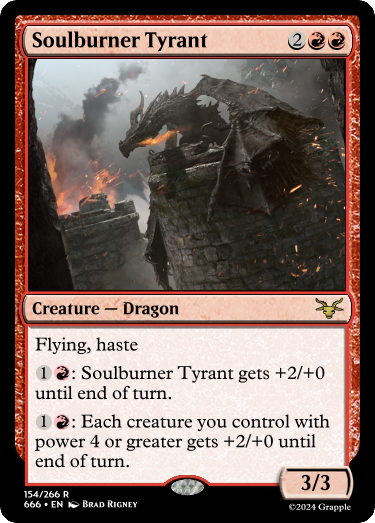 Soulburner Tyrant 2
Creature — Dragon
Flying, haste
1 : Soulburner Tyrant gets +2/+0
until end of turn.
1 : Each creature you control with
power 4 or greater gets +2/+0 until
end of turn.
3/3
154/266 R
666 • EN Brad Rigney
©2024 Grapple